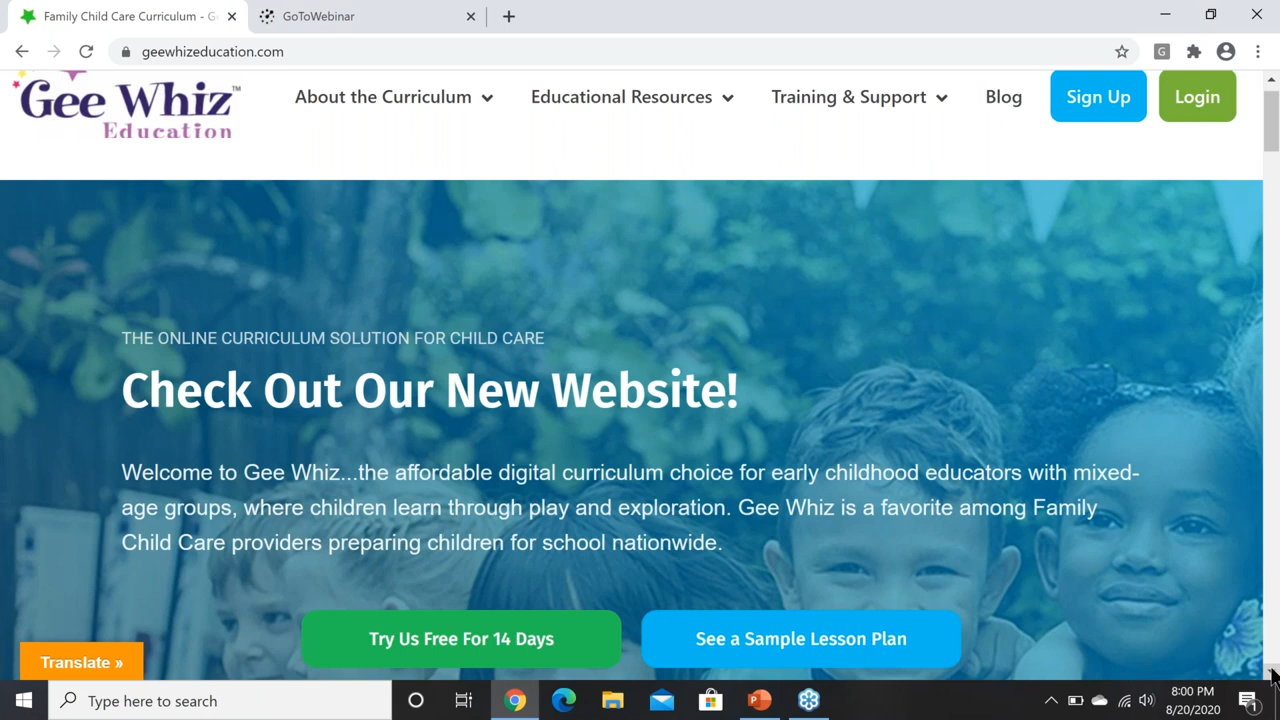 Family Child Care Curriculum - G
GoToWebinar
geewhizeducation.com
G
Gee Whiz™
Education
About the Curriculum
Educational Resources
Training & Support
Blog
Sign Up
Login
THE ONLINE CURRICULUM SOLUTION FOR CHILD CARE
Check Out Our New Website!
Welcome to Gee Whiz...the affordable digital curriculum choice for early childhood educators with mixed-
age groups, where children learn through play and exploration. Gee Whiz is a favorite among Family
Child Care providers preparing children for school nationwide.
Try Us Free For 14 Days
See a Sample Lesson Plan
Translate »
Type here to search
8:00 PM
8/20/2020
1